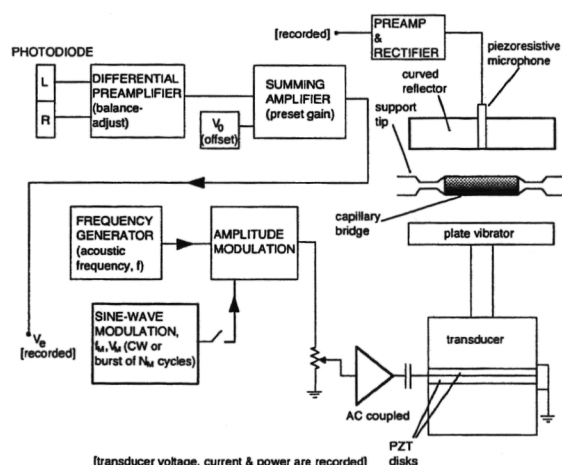 [recorded]
PREAMP
&
RECTIFIER
piezoresistive
microphone
PHOTODIODE
L
R
DIFFERENTIAL
PREAMPLIFIER
(balance-
adjust)
SUMMING
AMPLIFIER
(preset gain)
V0
(offset)
curved
reflector
support
tip
capillary
bridge
plate vibrator
FREQUENCY
GENERATOR
(acoustic
frequency, f)
AMPLITUDE
MODULATION
SINE-WAVE
MODULATION,
fM, VM (CW or
burst of NM cycles)
Ve
[recorded]
transducer
AC coupled
PZT
disks
[transducer voltage, current & power are recorded]